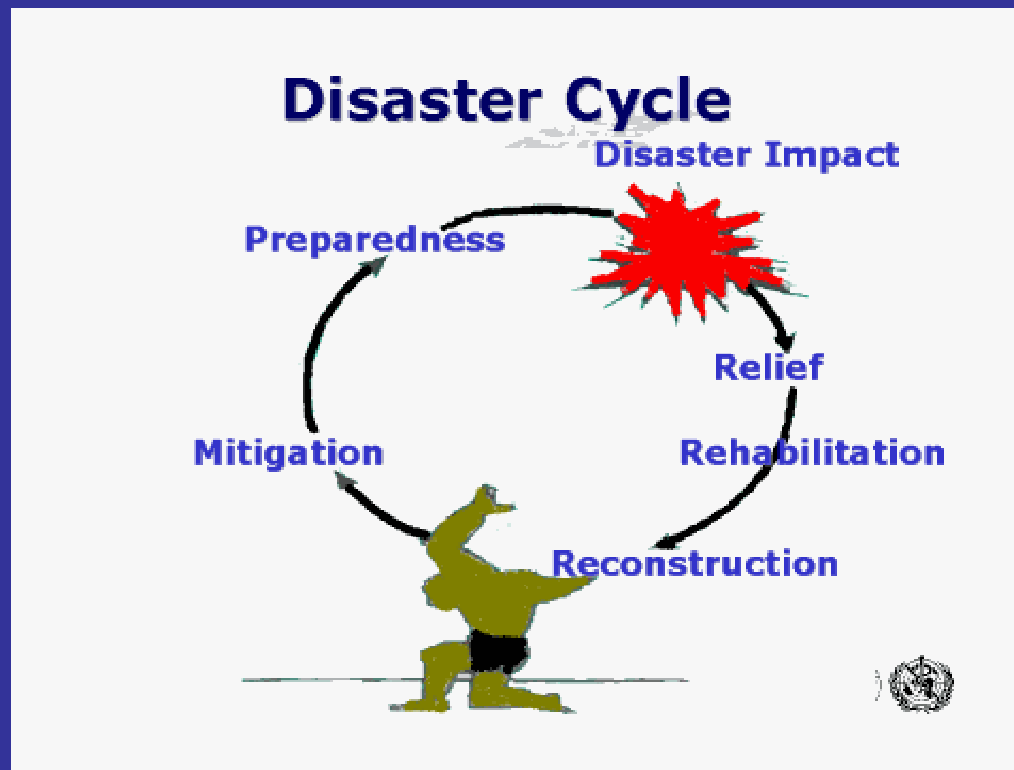 Disaster Cycle
Disaster Impact
Preparedness
Relief
Mitigation
Rehabilitation
Reconstruction